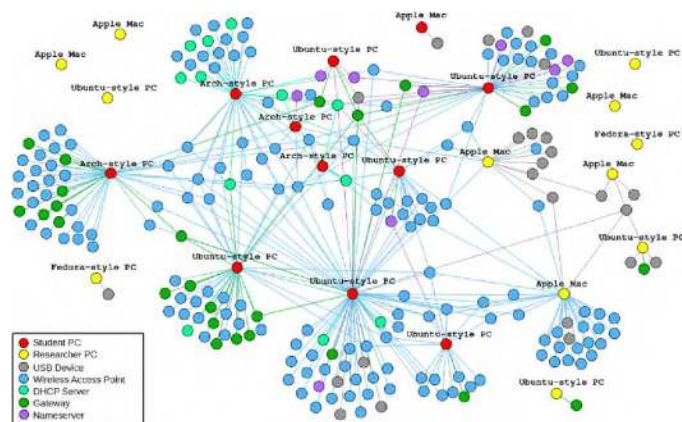 Apple Mac
Apple Mac
Apple Mac
Ubuntu-style PC
Ubuntu-style PC
Arch-style PC
Ubuntu-style PC
Ubuntu-style PC
Apple Mac
Arch-style PC
Fedora-style PC
Arch-style PC
Arch-style PC
Ubuntu-style PC
Apple Mac
Apple Mac
Ubuntu-style PC
Ubuntu-style PC
Fedora-style PC
Ubuntu-style PC
Apple Mac
Ubuntu-style PC
Ubuntu-style PC
Student PC
Researcher PC
USB Device
Wireless Access Point
DHCP Server
Gateway
Nameserver